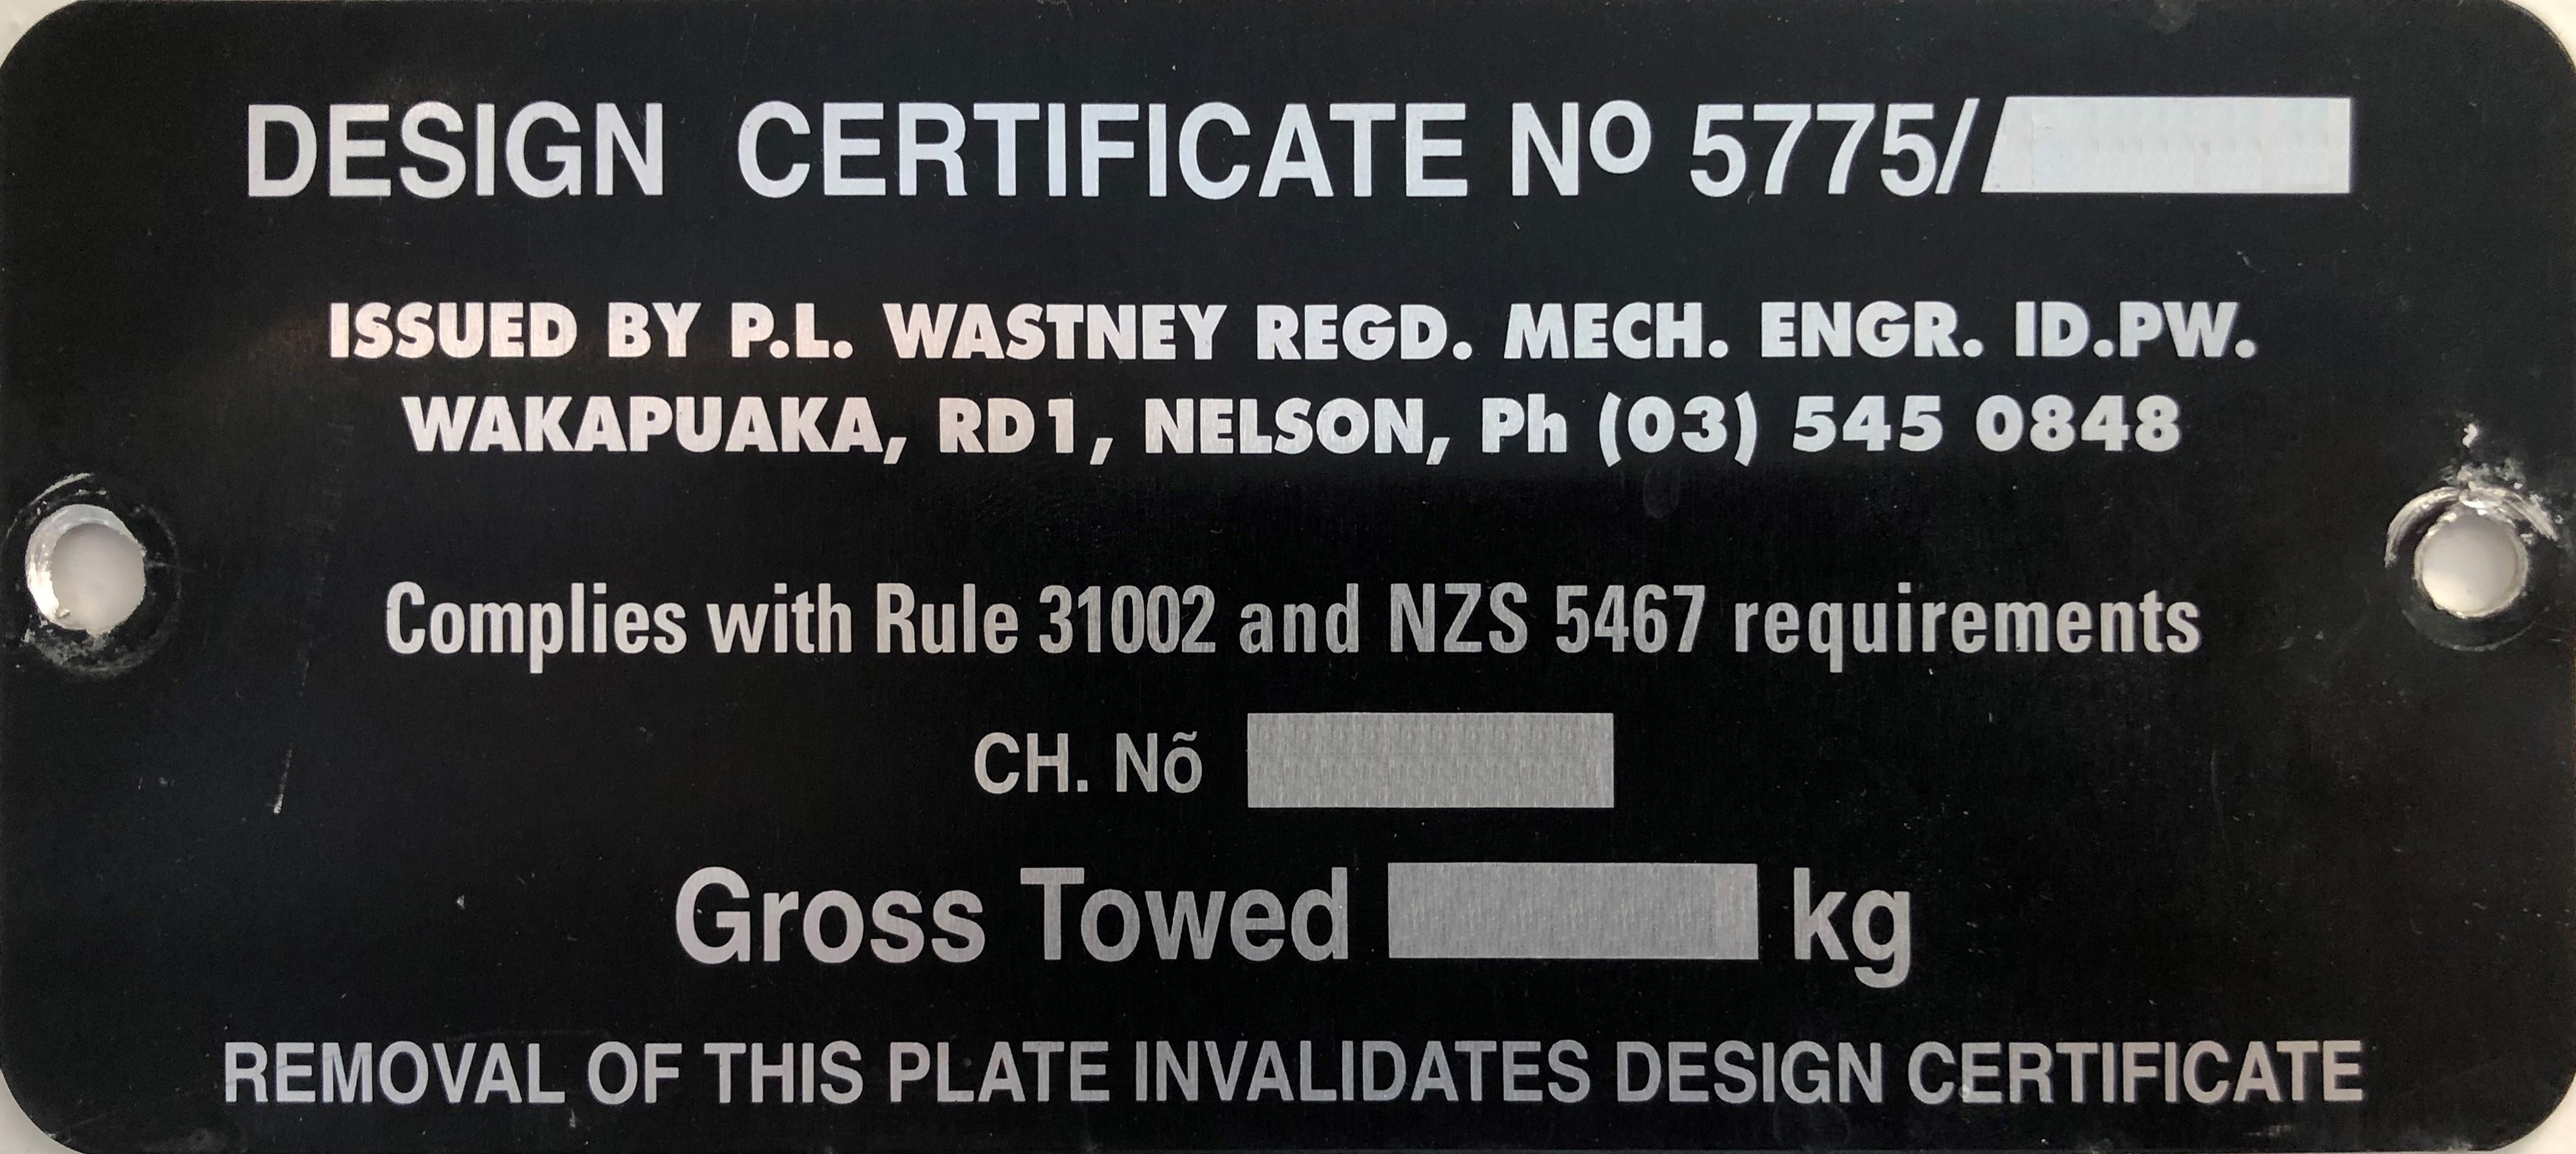 DESIGN CERTIFICATE Nº 5775/
ISSUED BY P.L. WASTNEY REGD. MECH. ENGR. ID.PW.
WAKAPUAKA, RD1, NELSON, Ph (03) 545 0848
Complies with Rule 31002 and NZS 5467 requirements
CH. Nõ
Gross Towed kg
REMOVAL OF THIS PLATE INVALIDATES DESIGN CERTIFICATE